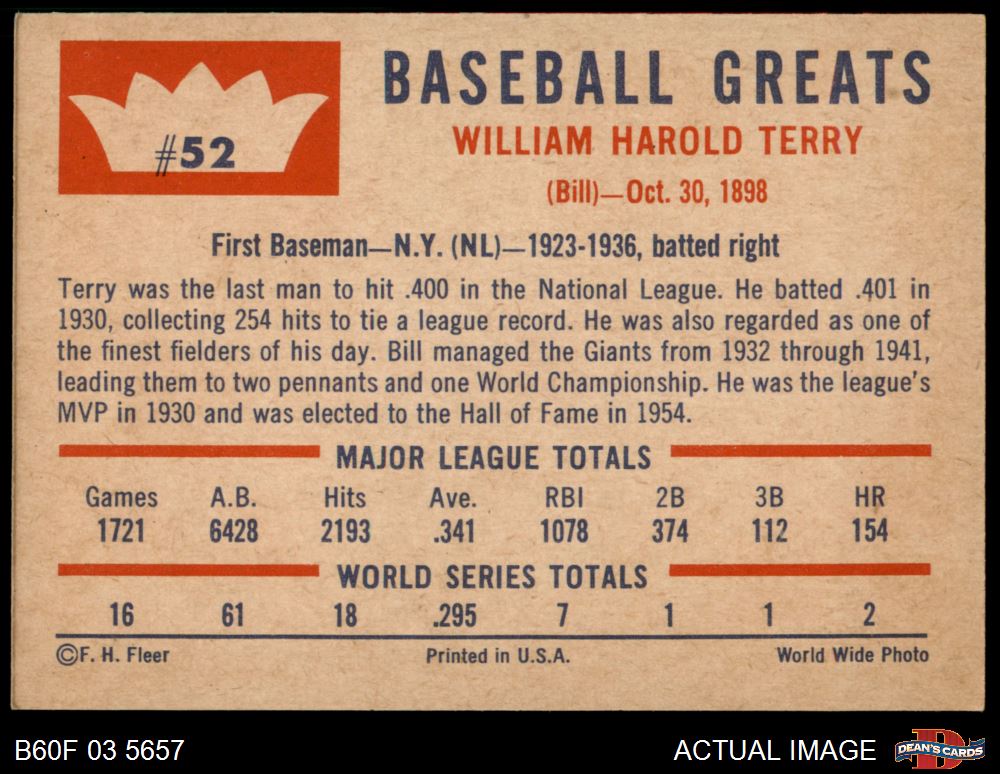 #52
BASEBALL GREATS
WILLIAM HAROLD TERRY
(Bill)—Oct. 30, 1898
First Baseman—N.Y. (NL)—1923-1936, batted right
Terry was the last man to hit .400 in the National League. He batted .401 in
1930, collecting 254 hits to tie a league record. He was also regarded as one of
the finest fielders of his day. Bill managed the Giants from 1932 through 1941,
leading them to two pennants and one World Championship. He was the league's
MVP in 1930 and was elected to the Hall of Fame in 1954.
MAJOR LEAGUE TOTALS
Games A.B. Hits Ave. RBI 2B 3B HR
1721 6428 2193 .341 1078 374 112 154
WORLD SERIES TOTALS
16 61 18 .295 7 1 1 2
©F. H. Fleer Printed in U.S.A. World Wide Photo
B60F 03 5657 ACTUAL IMAGE DEAN'S CARDS